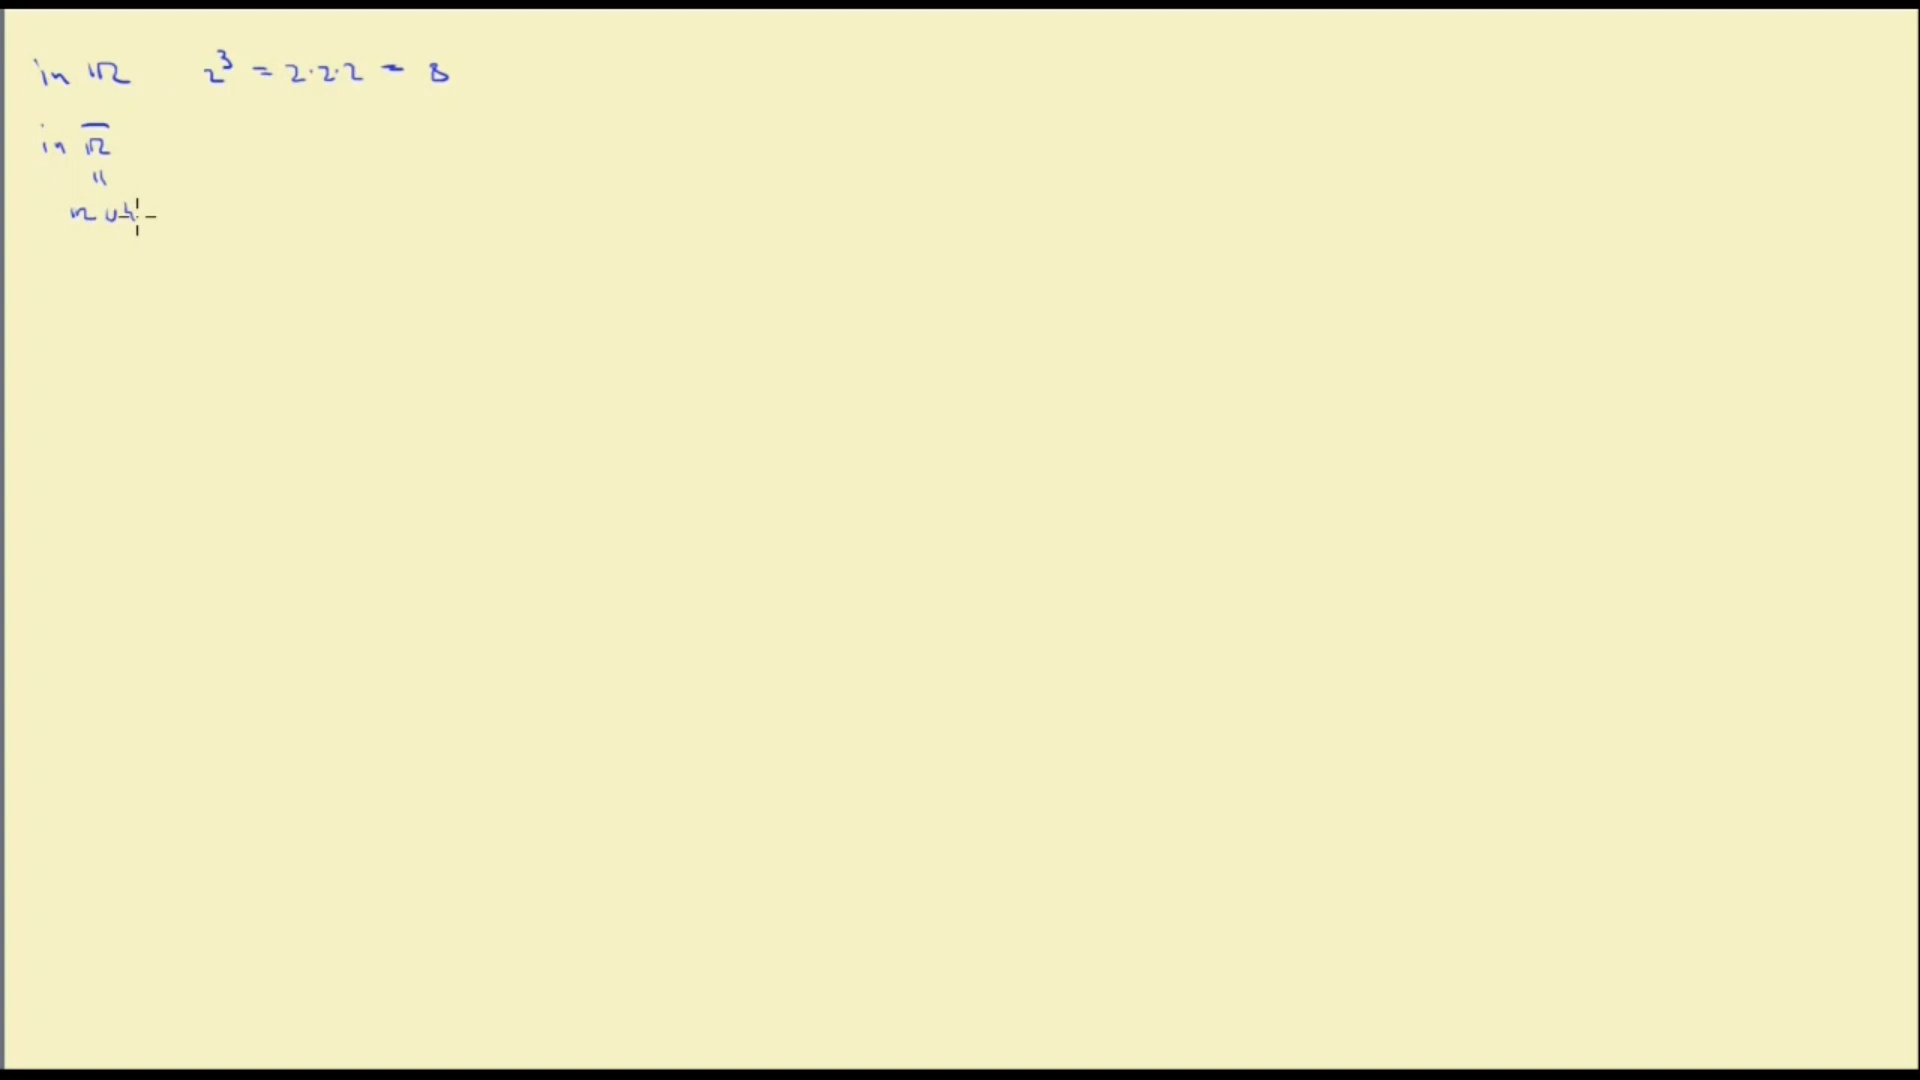 in ℝ 2³ = 2·2·2 = 8
in ℝ̅
"
ℝ ∪